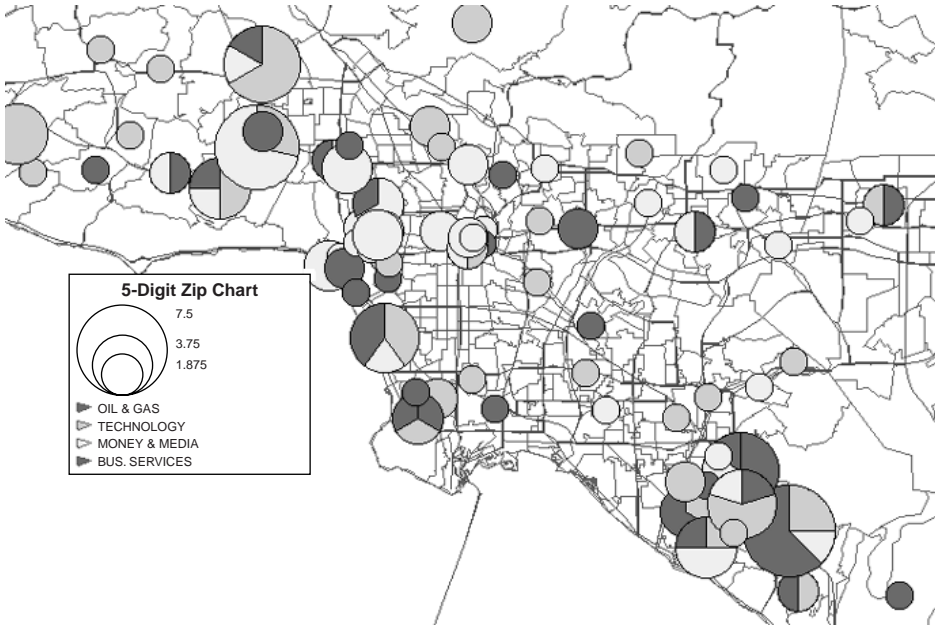 5-Digit Zip Chart
7.5
3.75
1.875
OIL & GAS
TECHNOLOGY
MONEY & MEDIA
BUS. SERVICES